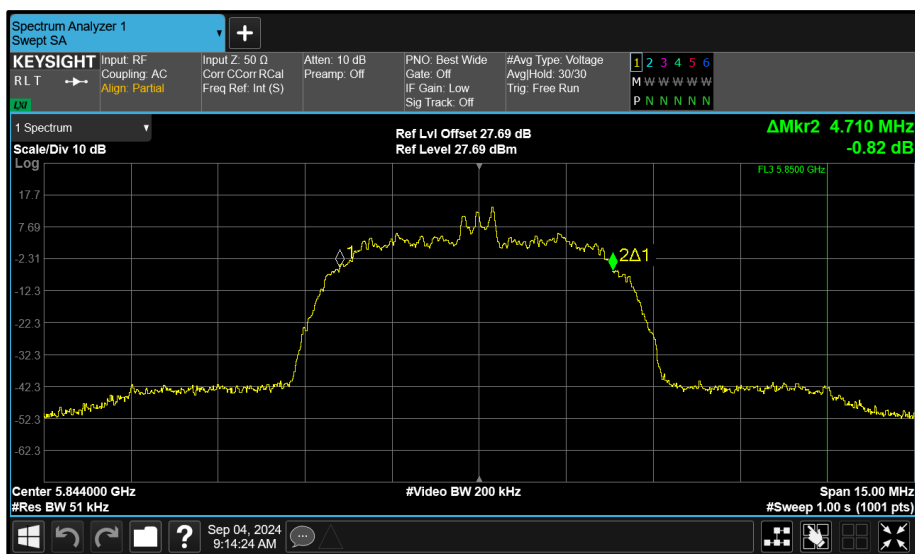 Spectrum Analyzer 1
Swept SA
+
KEYSIGHT
RLT
LXI
Input: RF
Coupling: AC
Align: Partial
Input Z: 50 Ω
Corr CCorr RCal
Freq Ref: Int (S)
Atten: 10 dB
Preamp: Off
PNO: Best Wide
Gate: Off
IF Gain: Low
Sig Track: Off
#Avg Type: Voltage
Avg|Hold: 30/30
Trig: Free Run
1 2 3 4 5 6
M W W W W W
P N N N N N
1 Spectrum
Scale/Div 10 dB
Ref Lvl Offset 27.69 dB
Ref Level 27.69 dBm
ΔMkr2 4.710 MHz
-0.82 dB
Log
FL3 5.8500 GHz
17.7
7.69
1
2Δ1
-2.31
-12.3
-22.3
-32.3
-42.3
-52.3
-62.3
Center 5.844000 GHz
#Video BW 200 kHz
Span 15.00 MHz
#Res BW 51 kHz
#Sweep 1.00 s (1001 pts)
?
Sep 04, 2024
9:14:24 AM